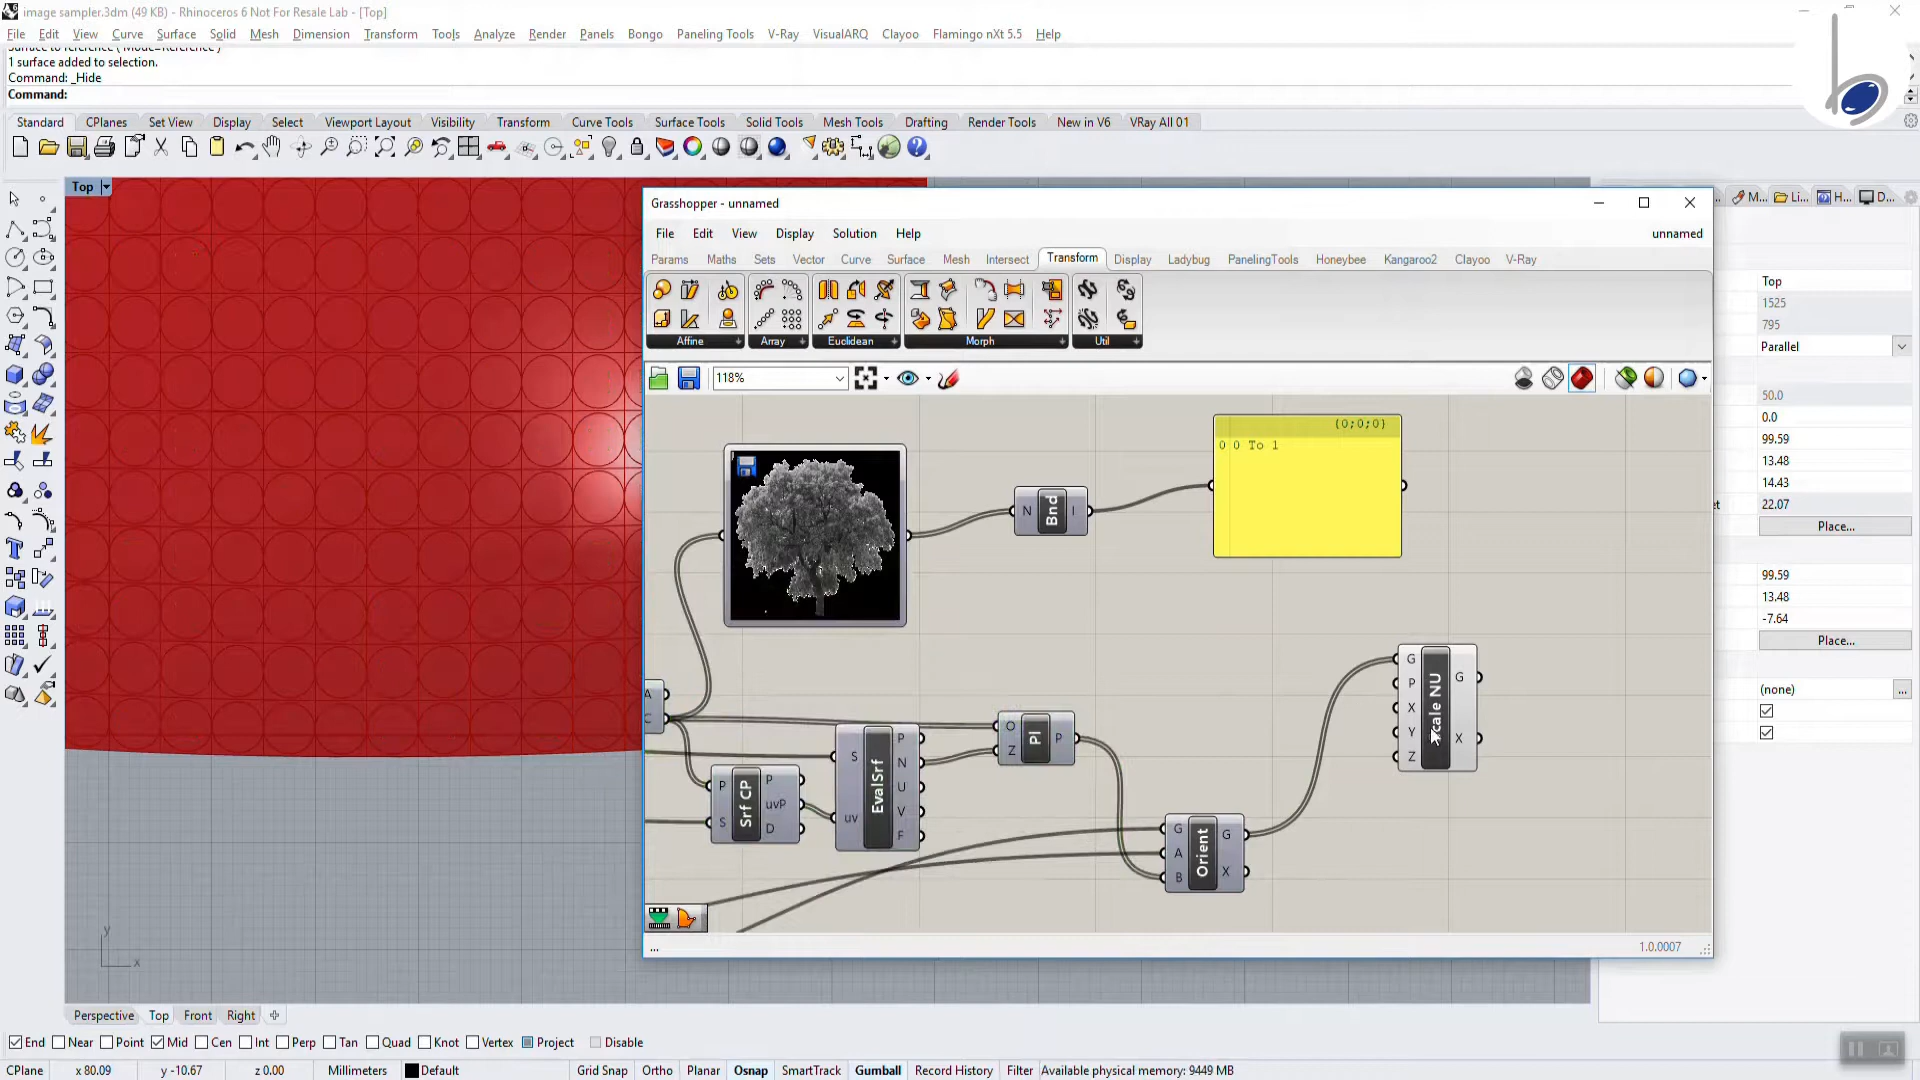 image sampler.3dm (49 KB) - Rhinoceros 6 Not For Resale Lab - [Top]
File Edit View Curve Surface Solid Mesh Dimension Transform Tools Analyze Render Panels Bongo Paneling Tools V-Ray VisualARQ Clayoo Flamingo nXt 5.5 Help
Surface to reference ( Mode=Reference )
1 surface added to selection.
Command: _Hide
Command:
Standard CPlanes Set View Display Select Viewport Layout Visibility Transform Curve Tools Surface Tools Solid Tools Mesh Tools Drafting Render Tools New in V6 VRay All 01
Top
M... Li... H... D...
Grasshopper - unnamed
File Edit View Display Solution Help unnamed
Params Maths Sets Vector Curve Surface Mesh Intersect Transform Display Ladybug PanelingTools Honeybee Kangaroo2 Clayoo V-Ray
Affine Array Euclidean Morph Util
118%
{0;0;0}
0 0 To 1
N Bnd I
A
C
G P X Y Z Scale NU G X
O Z Pl P
S uv EvalSrf P N U V F
P S Srf CP P uvP D
G A B Orient G X
...
1.0.0007
Top
1525
795
Parallel
50.0
0.0
99.59
13.48
14.43
22.07
Place...
99.59
13.48
-7.64
Place...
(none) ...
y
x
Perspective Top Front Right
End Near Point Mid Cen Int Perp Tan Quad Knot Vertex Project Disable
CPlane x 80.09 y -10.67 z 0.00 Millimeters Default Grid Snap Ortho Planar Osnap SmartTrack Gumball Record History Filter Available physical memory: 9449 MB